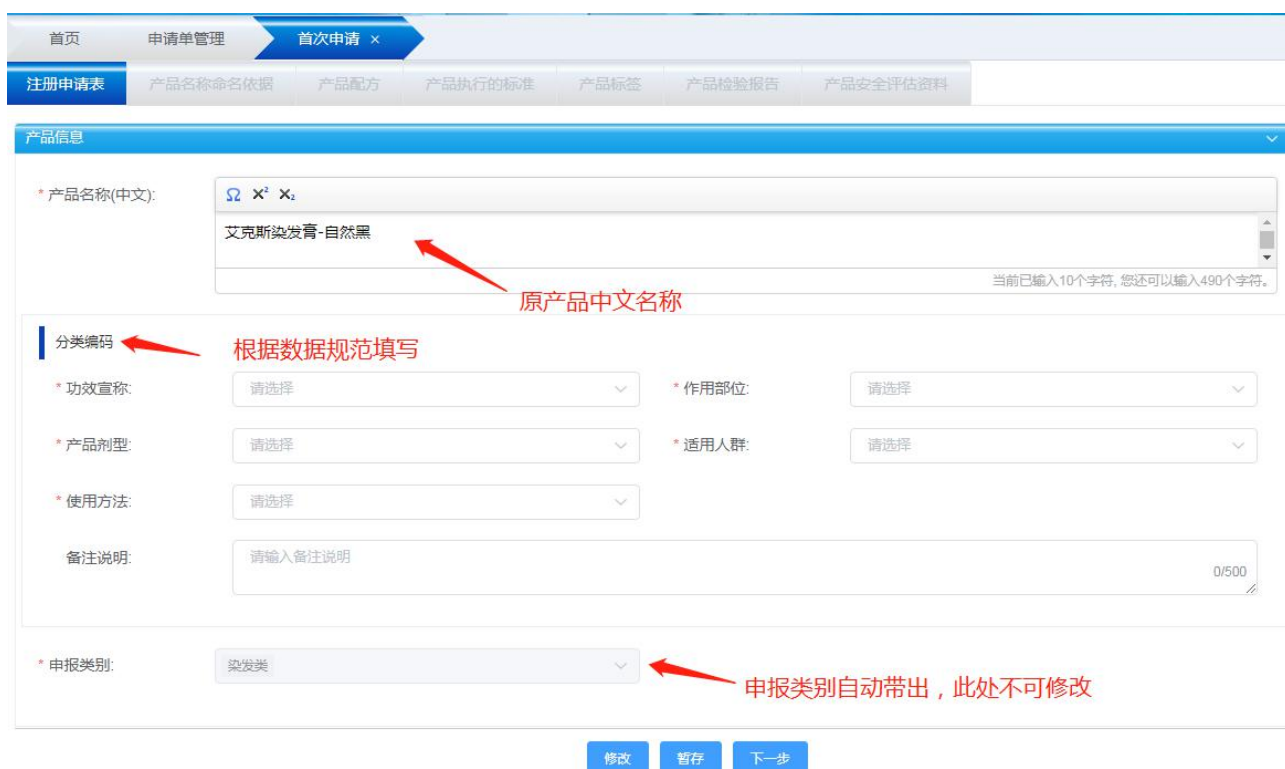 首页 申请单管理 首次申请 ×
注册申请表 产品名称命名依据 产品配方 产品执行的标准 产品标签 产品检验报告 产品安全评估资料
产品信息
* 产品名称(中文): Ω X² X₂
艾克斯染发膏-自然黑
当前已输入10个字符, 您还可以输入490个字符。
原产品中文名称
分类编码 根据数据规范填写
* 功效宣称: 请选择 * 作用部位: 请选择
* 产品剂型: 请选择 * 适用人群: 请选择
* 使用方法: 请选择
备注说明: 请输入备注说明
0/500
* 申报类别: 染发类
申报类别自动带出，此处不可修改
修改 暂存 下一步